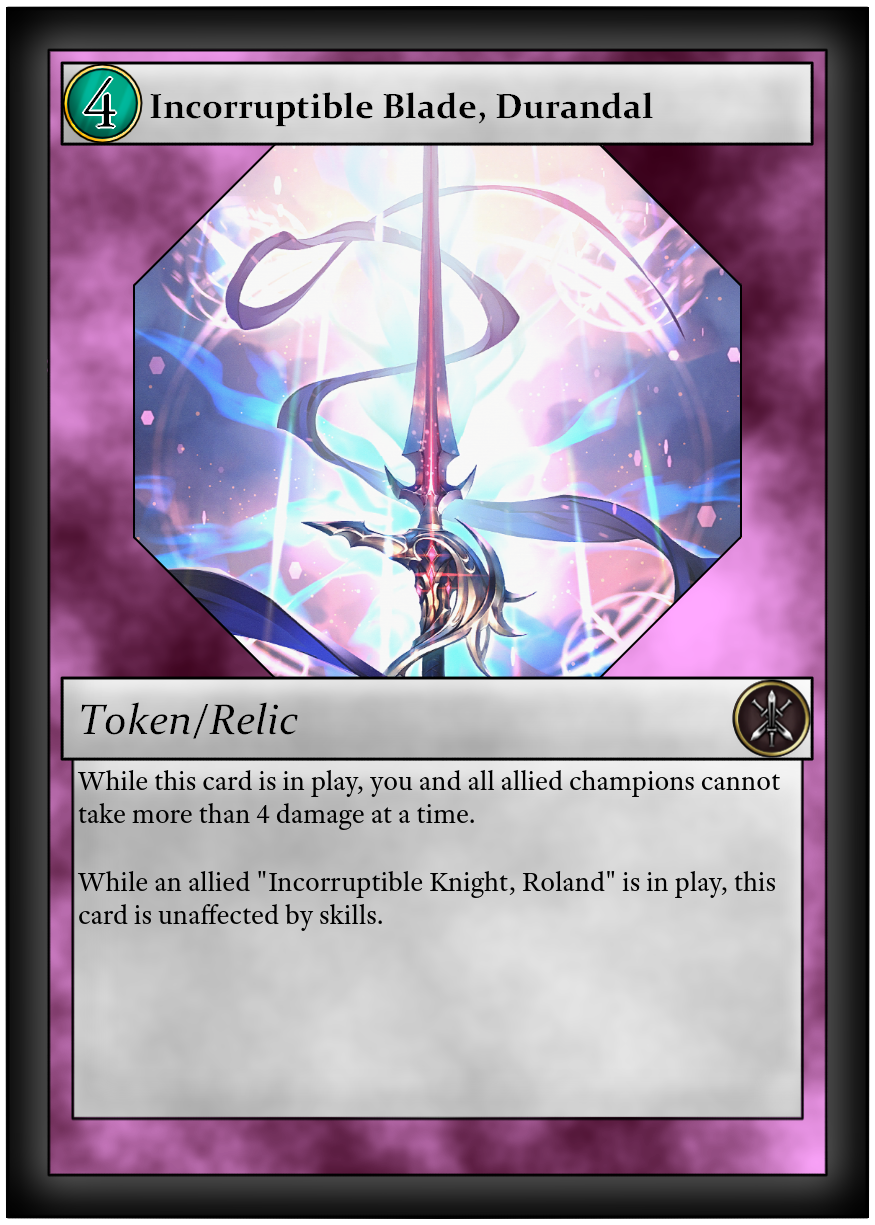 4
Incorruptible Blade, Durandal
Token/Relic
While this card is in play, you and all allied champions cannot
take more than 4 damage at a time.
While an allied "Incorruptible Knight, Roland" is in play, this
card is unaffected by skills.